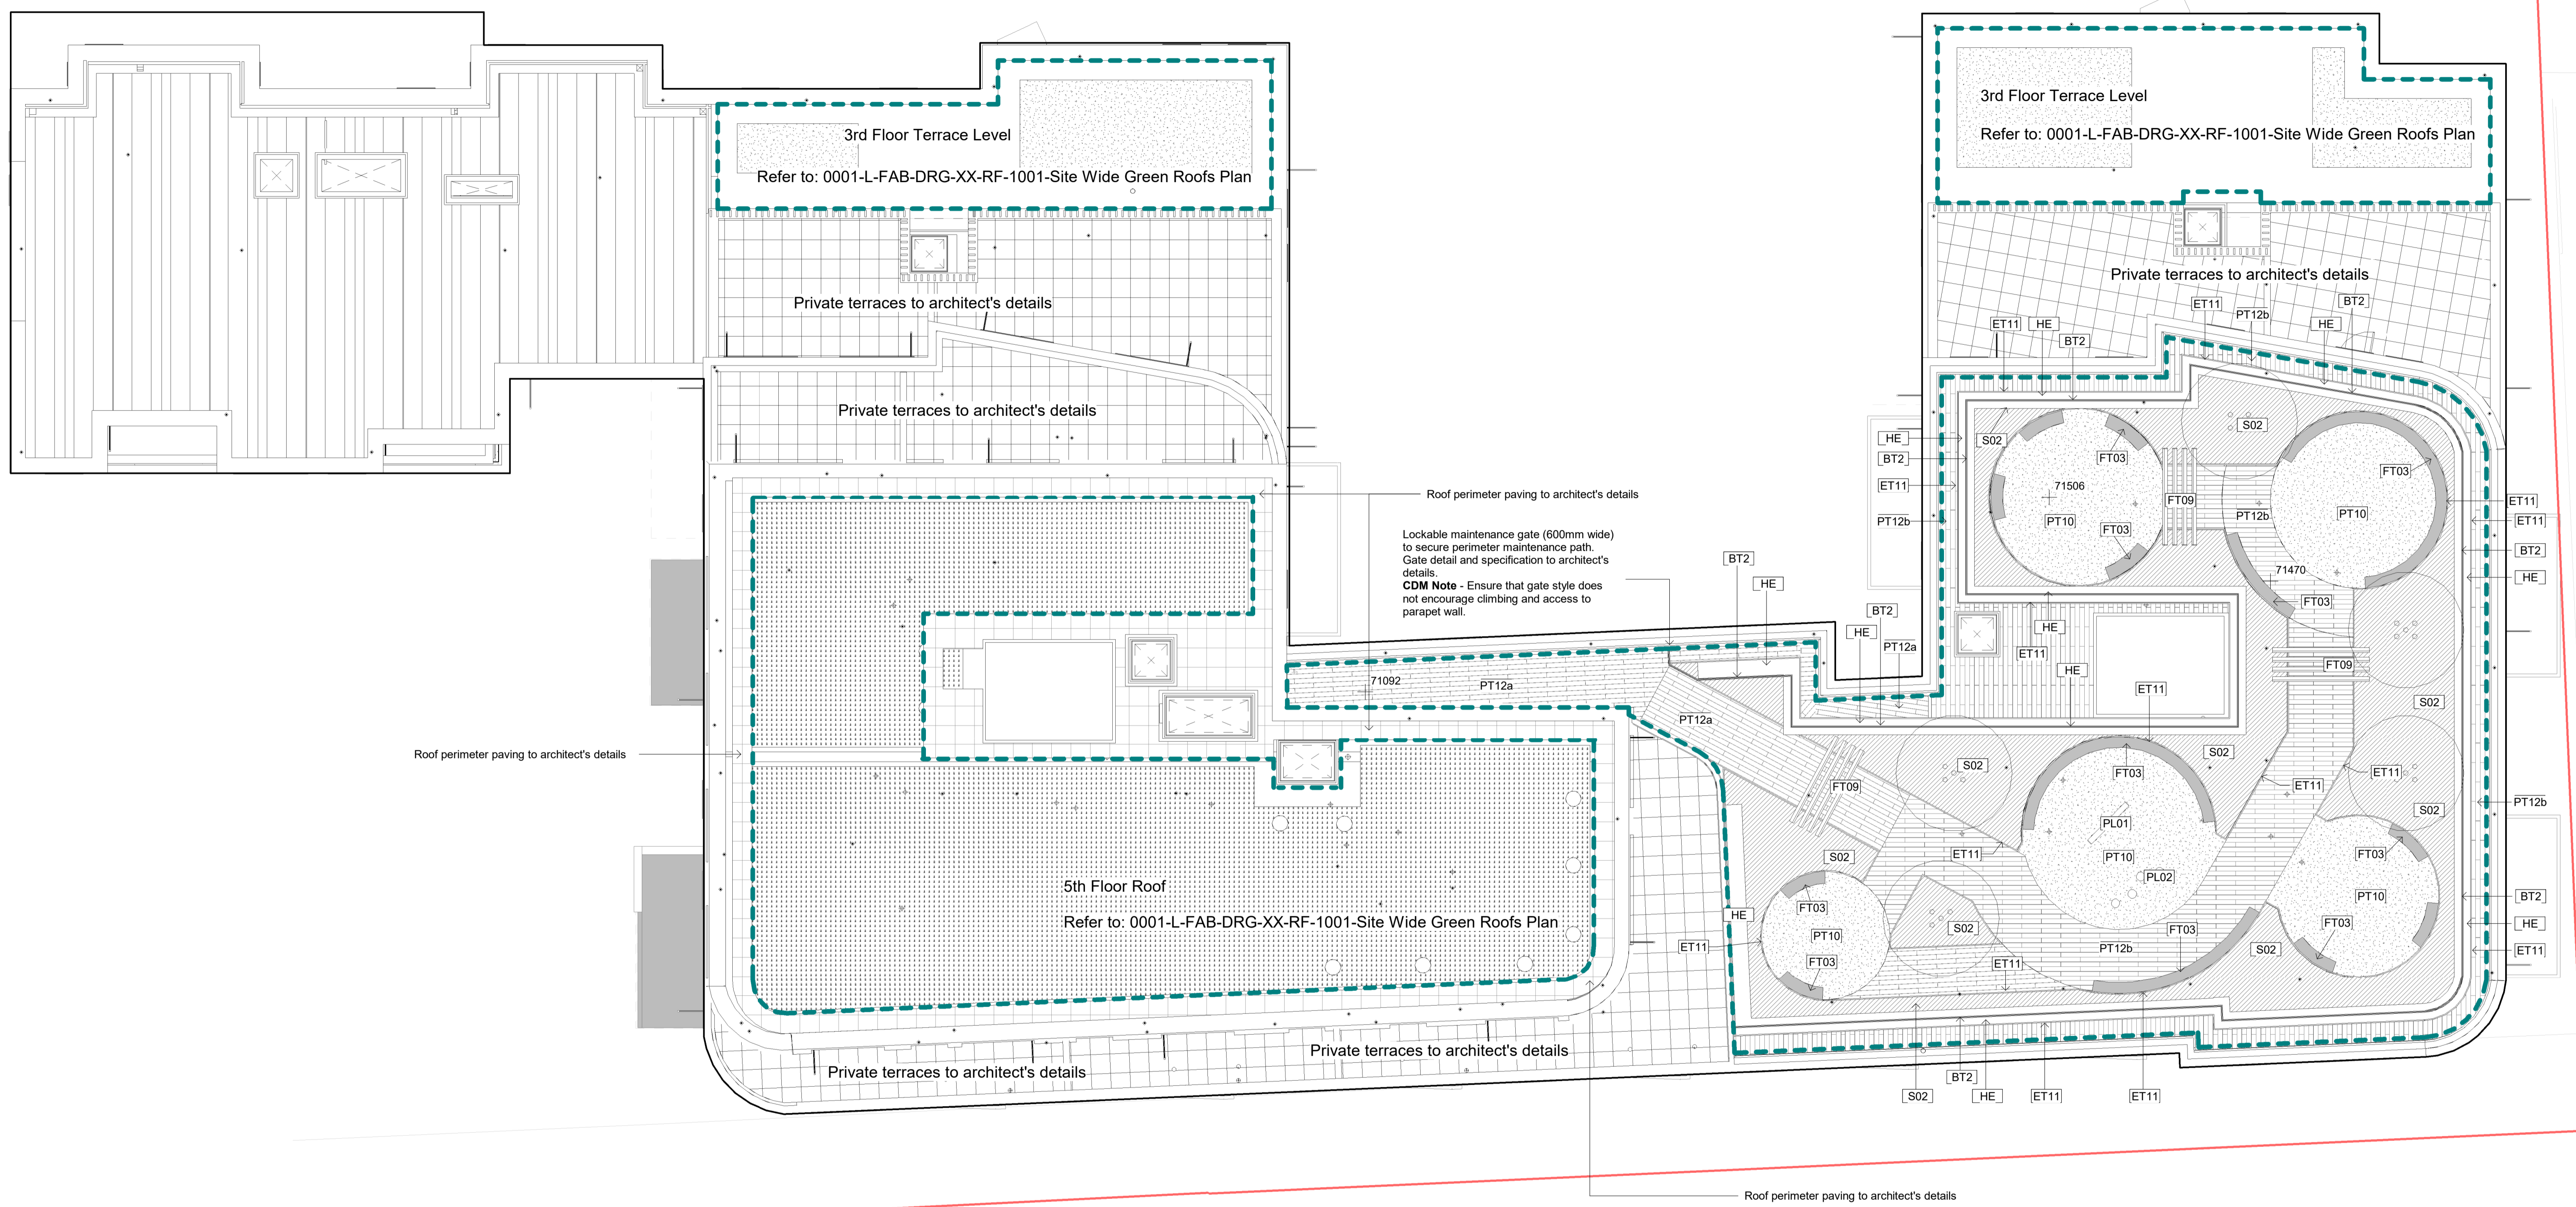 3rd Floor Terrace Level
Refer to: 0001-L-FAB-DRG-XX-RF-1001-Site Wide Green Roofs Plan
Private terraces to architect's details
Private terraces to architect's details
Roof perimeter paving to architect's details
Lockable maintenance gate (600mm wide)
to secure perimeter maintenance path.
Gate detail and specification to architect's
details.
CDM Note - Ensure that gate style does
not encourage climbing and access to
parapet wall.
Roof perimeter paving to architect's details
5th Floor Roof
Refer to: 0001-L-FAB-DRG-XX-RF-1001-Site Wide Green Roofs Plan
Private terraces to architect's details
Private terraces to architect's details
Roof perimeter paving to architect's details
3rd Floor Terrace Level
Refer to: 0001-L-FAB-DRG-XX-RF-1001-Site Wide Green Roofs Plan
Private terraces to architect's details
ET11
PT12b
BT2
ET11
HE
HE
BT2
S02
HE
BT2
ET11
PT12b
FT03
S02
FT03
71506
PT10
FT03
FT09
PT12b
PT10
ET11
ET11
BT2
HE
71470
FT03
HE
ET11
HE
FT09
ET11
S02
BT2
HE
BT2
HE
PT12a
71092
PT12a
PT12a
S02
FT09
S02
FT03
ET11
ET11
S02
PT12b
PL01
PT10
PL02
ET11
S02
FT03
PT10
FT03
HE
ET11
FT03
PT10
FT03
S02
FT03
PT12b
S02
ET11
BT2
HE
ET11
BT2
S02
HE
ET11
ET11